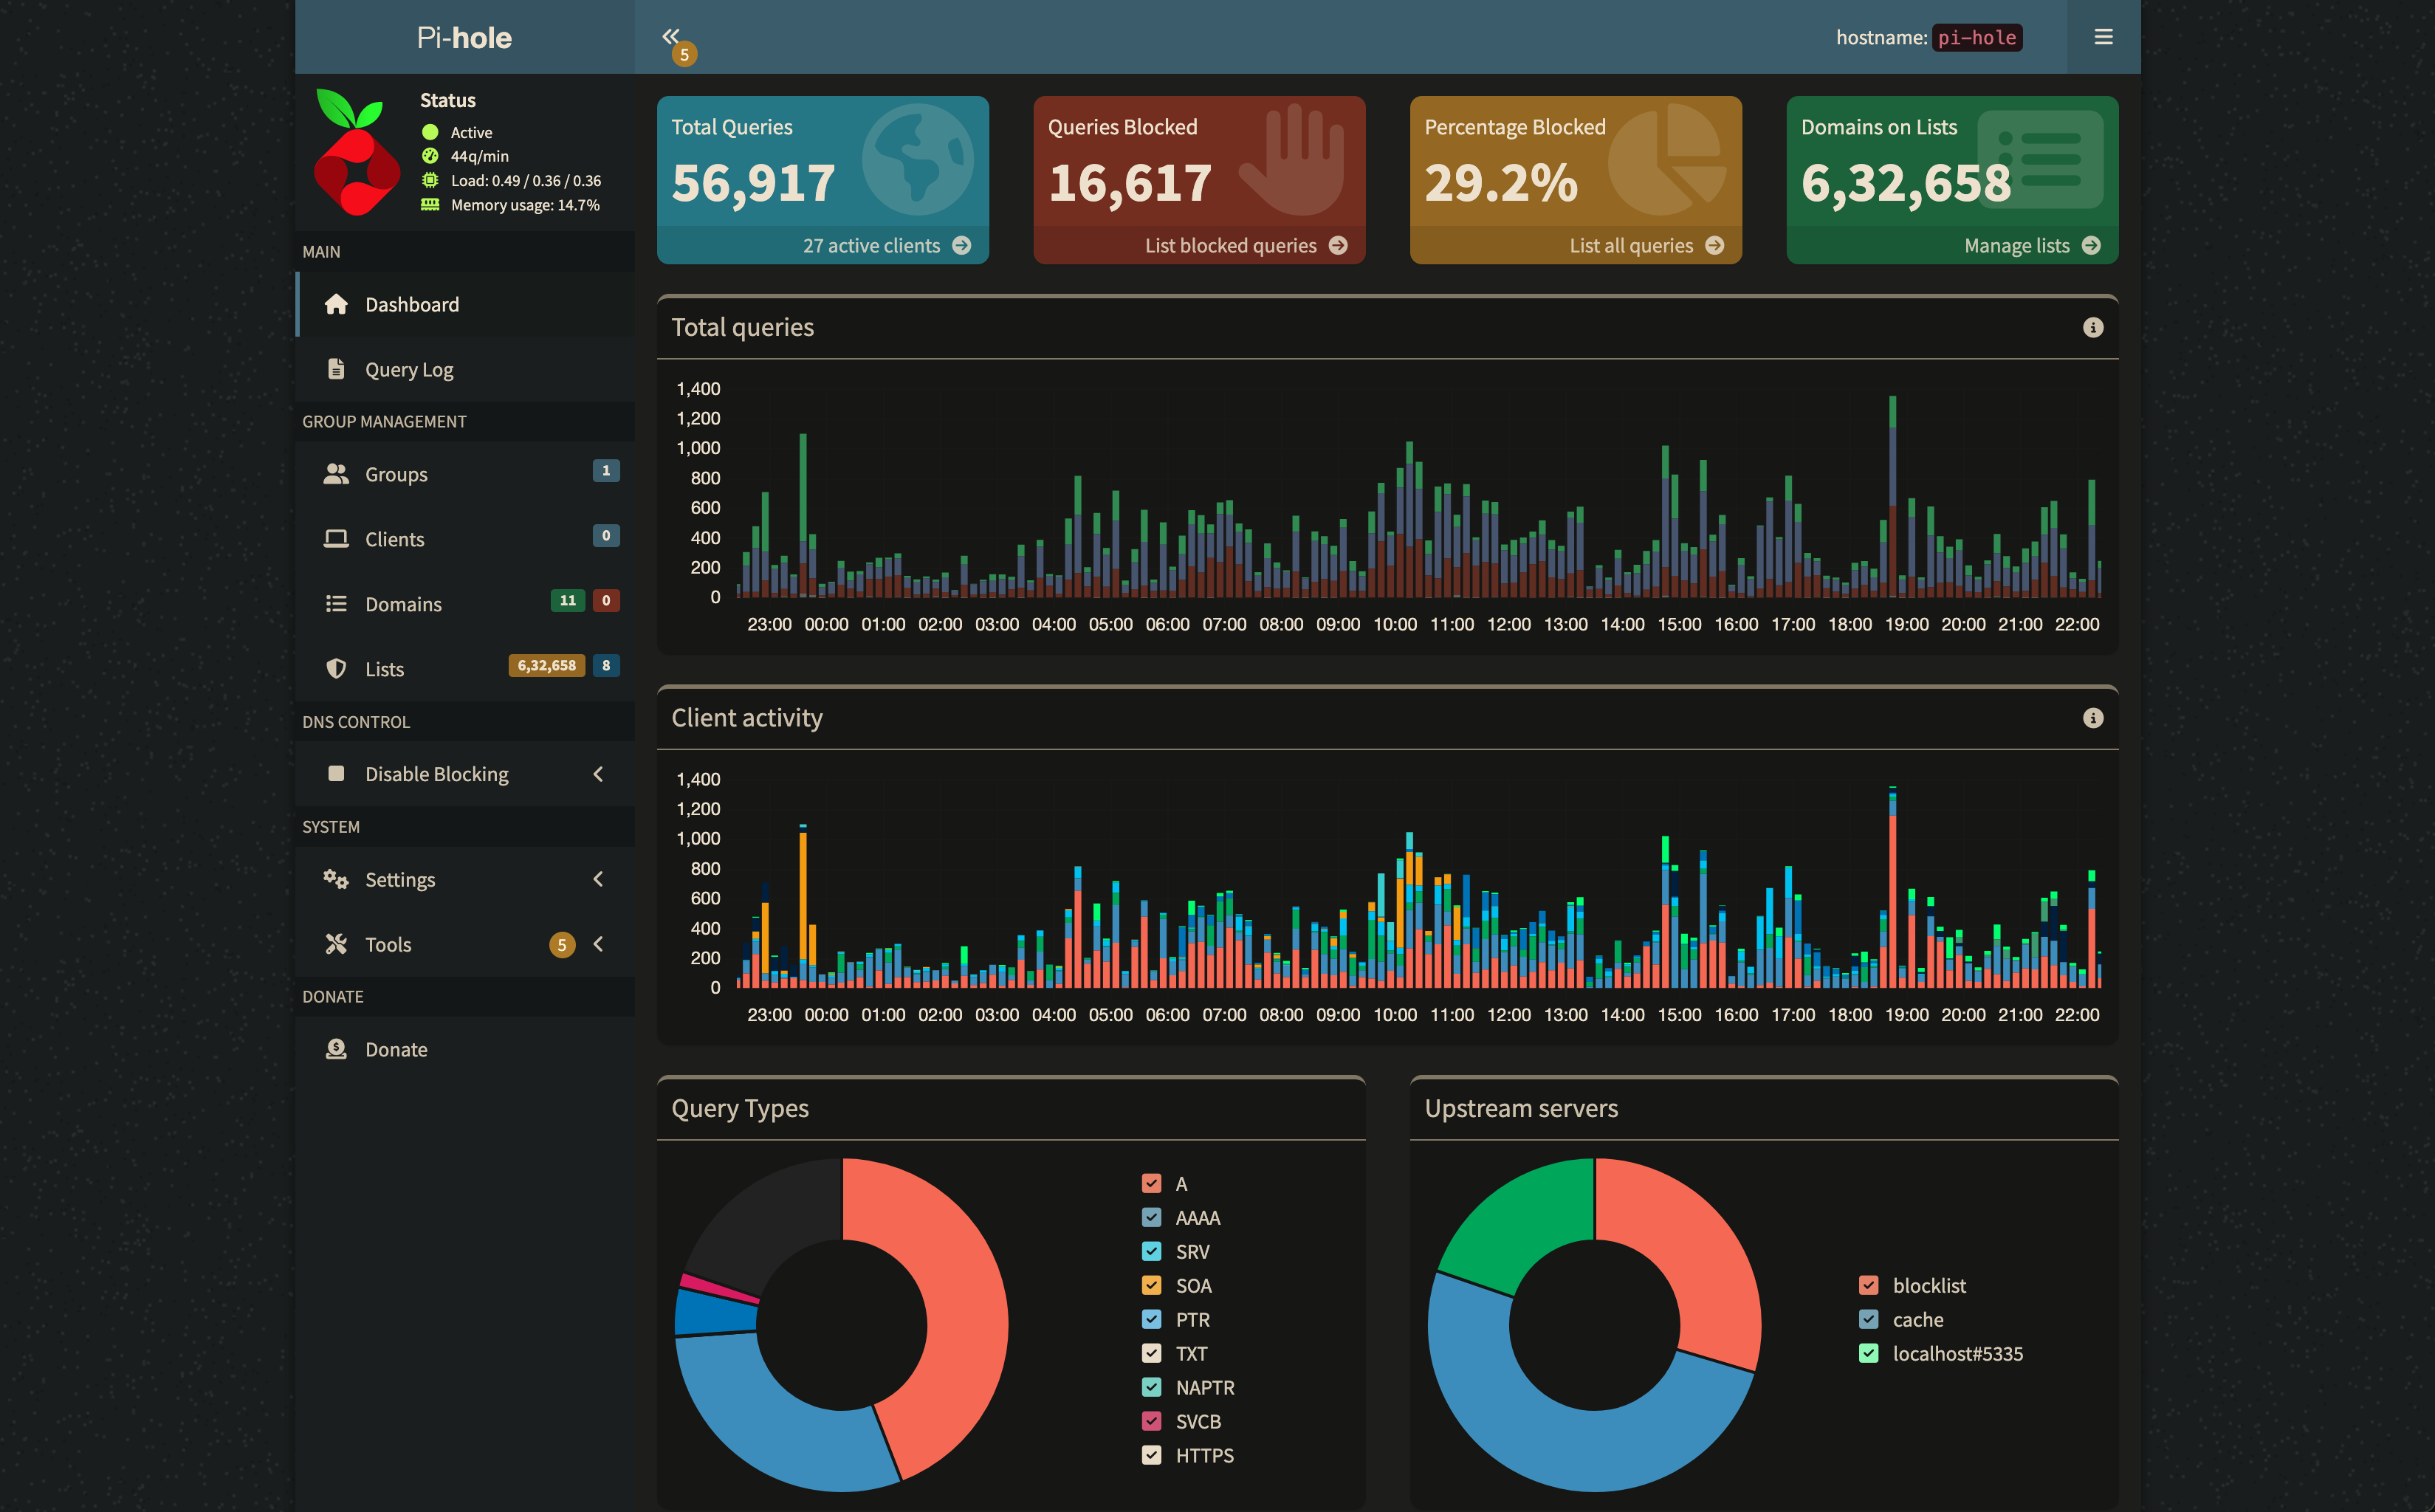 Pi-hole
5
hostname: pi-hole
Status
Active
44q/min
Load: 0.49 / 0.36 / 0.36
Memory usage: 14.7%
MAIN
Dashboard
Query Log
GROUP MANAGEMENT
Groups 1
Clients 0
Domains 11 0
Lists 6,32,658 8
DNS CONTROL
Disable Blocking
SYSTEM
Settings
Tools 5
DONATE
Donate
Total Queries
56,917
27 active clients
Queries Blocked
16,617
List blocked queries
Percentage Blocked
29.2%
List all queries
Domains on Lists
6,32,658
Manage lists
Total queries
1,400
1,200
1,000
800
600
400
200
0
23:00 00:00 01:00 02:00 03:00 04:00 05:00 06:00 07:00 08:00 09:00 10:00 11:00 12:00 13:00 14:00 15:00 16:00 17:00 18:00 19:00 20:00 21:00 22:00
Client activity
1,400
1,200
1,000
800
600
400
200
0
23:00 00:00 01:00 02:00 03:00 04:00 05:00 06:00 07:00 08:00 09:00 10:00 11:00 12:00 13:00 14:00 15:00 16:00 17:00 18:00 19:00 20:00 21:00 22:00
Query Types
A
AAAA
SRV
SOA
PTR
TXT
NAPTR
SVCB
HTTPS
Upstream servers
blocklist
cache
localhost#5335